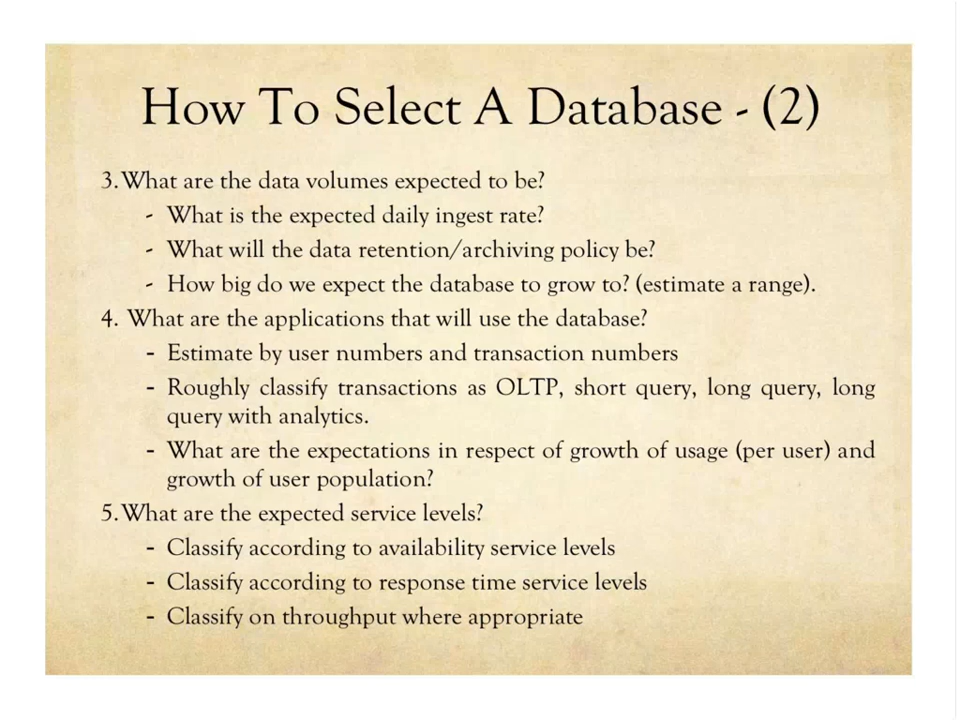 How To Select A Database - (2)
3.What are the data volumes expected to be?
- What is the expected daily ingest rate?
- What will the data retention/archiving policy be?
- How big do we expect the database to grow to? (estimate a range).
4. What are the applications that will use the database?
- Estimate by user numbers and transaction numbers
- Roughly classify transactions as OLTP, short query, long query, long
query with analytics.
- What are the expectations in respect of growth of usage (per user) and
growth of user population?
5.What are the expected service levels?
- Classify according to availability service levels
- Classify according to response time service levels
- Classify on throughput where appropriate